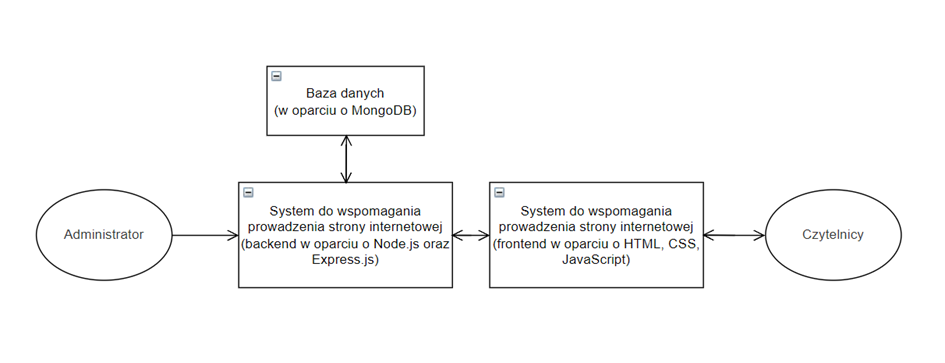 Baza danych
(w oparciu o MongoDB)
Administrator
System do wspomagania
prowadzenia strony internetowej
(backend w oparciu o Node.js oraz
Express.js)
System do wspomagania
prowadzenia strony internetowej
(frontend w oparciu o HTML, CSS,
JavaScript)
Czytelnicy